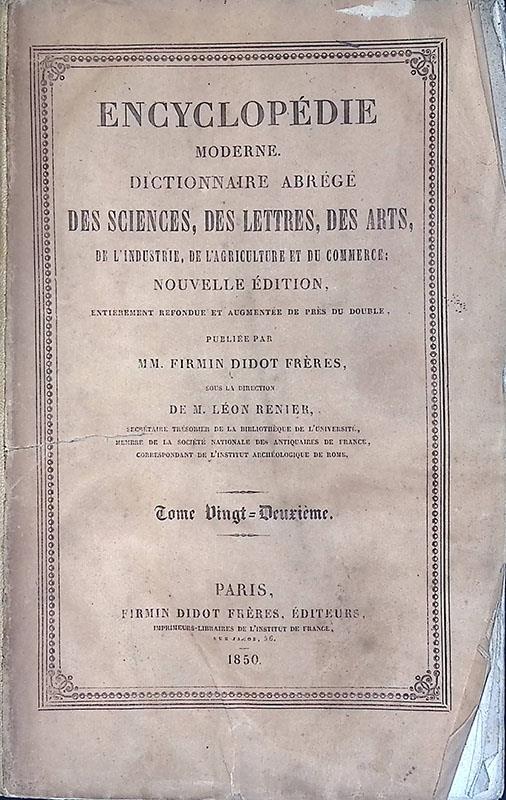 ENCYCLOPÉDIE
MODERNE.
DICTIONNAIRE ABRÉGÉ
DES SCIENCES, DES LETTRES, DES ARTS,
DE L'INDUSTRIE, DE L'AGRICULTURE ET DU COMMERCE;
NOUVELLE ÉDITION,
ENTIÈREMENT REFONDUE ET AUGMENTÉE DE PRÈS DU DOUBLE,
PUBLIÉE PAR
MM. FIRMIN DIDOT FRÈRES,
SOUS LA DIRECTION
DE M. LÉON RENIER,
SECRÉTAIRE TRÉSORIER DE LA BIBLIOTHÈQUE DE L'UNIVERSITÉ,
MEMBRE DE LA SOCIÉTÉ NATIONALE DES ANTIQUAIRES DE FRANCE,
CORRESPONDANT DE L'INSTITUT ARCHÉOLOGIQUE DE ROME.
Tome Vingt-Deuxième.
PARIS,
FIRMIN DIDOT FRÈRES, ÉDITEURS,
IMPRIMEURS-LIBRAIRES DE L'INSTITUT DE FRANCE,
RUE JACOB, 56.
1850.